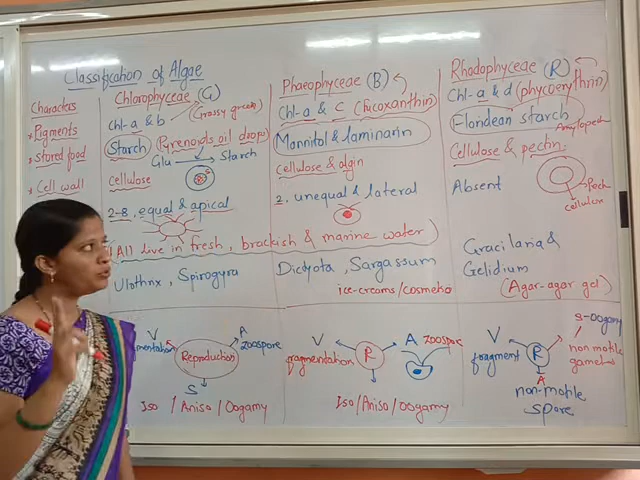 Classification of Algae
Characters
* Pigments
* Stored food
* Cell wall
Chlorophyceae (G)
(Grassy green)
chl-a & b
Starch (Pyrenoids oil drops)
Glu → Starch
S
cellulose
2-8. equal & apical
(All live in fresh, brackish & marine water)
Ulothrix, Spirogyra
V
mentation
A
zoospore
Reproduction
S
Iso / Aniso / Oogamy
Phaeophyceae (B)
Chl-a & c (fucoxanthin)
Mannitol & laminarin
Cellulose & algin
2. unequal & lateral
Dictyota, Sargassum
ice-creams/cosmetics
V
fragmentation
R
A zoospore
Iso/Aniso/oogamy
Rhodophyceae (R)
Chl-a & d (phycoerythrin)
Floridean starch
Amylopectin
Cellulose & pectin
Absent
Pech
cellulose
Gracilaria &
Gelidium
(Agar-agar gel)
V
fragment
R
S-Oogamy
non motile
gametes
A
non-motile
spore